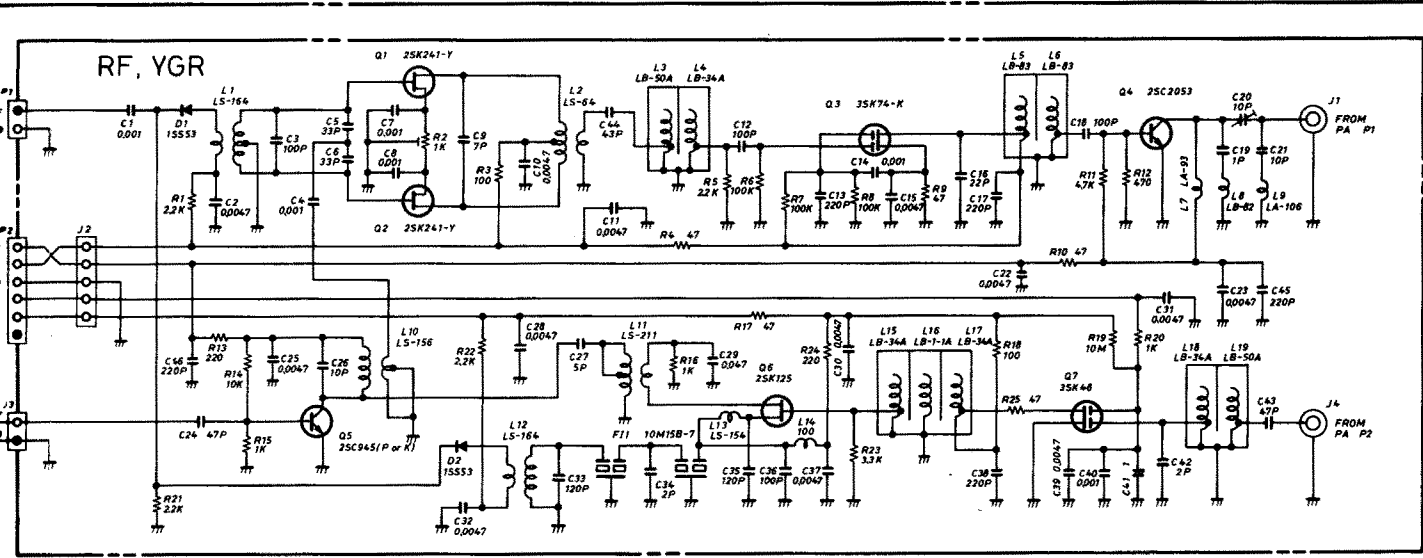 RF, YGR
P1
C1
0,001
D1
1S553
L1
LS-164
C3
100P
C5
33P
C6
33P
Q1 2SK241-Y
C7
0,001
C8
0,001
R2
1K
C9
7P
Q2 2SK241-Y
R3
100
C10
0,0047
L2
LS-64
C44
43P
L3
LB-50A
L4
LB-34A
C12
100P
R5
2,2K
R6
100K
Q3 3SK74-K
C14 0,001
R7
100K
C13
220P
R8
100K
C15
0,0047
R9
47
C16
22P
C17
220P
L5
LB-83
L6
LB-83
C18 100P
R11
4,7K
R12
470
Q4 2SC2053
L7 LA-93
C20
10P
C19
1P
C21
10P
L8
LB-82
L9
LA-106
J1
FROM
PA P1
R1
2,2K
C2
0,0047
C4
0,001
C11
0,0047
R4 47
P2
J2
R10 47
C22
0,0047
C23
0,0047
C45
220P
C31
0,0047
C46
220P
R13
220
R14
10K
C25
0,0047
C26
10P
L10
LS-156
R22
2,2K
C28
0,0047
C27
5P
L11
LS-211
R16
1K
C29
0,047
R17 47
R24
220
C30 0,0047
Q6
2SK125
L15
LB-34A
L16
LB-1-1A
L17
LB-34A
R18
100
R25 47
R19
10M
R20
1K
Q7
3SK48
L18
LB-34A
L19
LB-50A
C43
47P
J4
FROM
PA P2
J3
C24 47P
R15
1K
Q5
2SC945(P or K)
D2
1S553
L12
LS-164
C33
120P
FI1 10M15B-7
C34
2P
L13
LS-154
C35
120P
C36
100P
L14
100
C37
0,0047
R23
3,3K
C38
220P
C39 0,0047
C40
0,001
C41 1
C42
2P
R21
2,2K
C32
0,0047